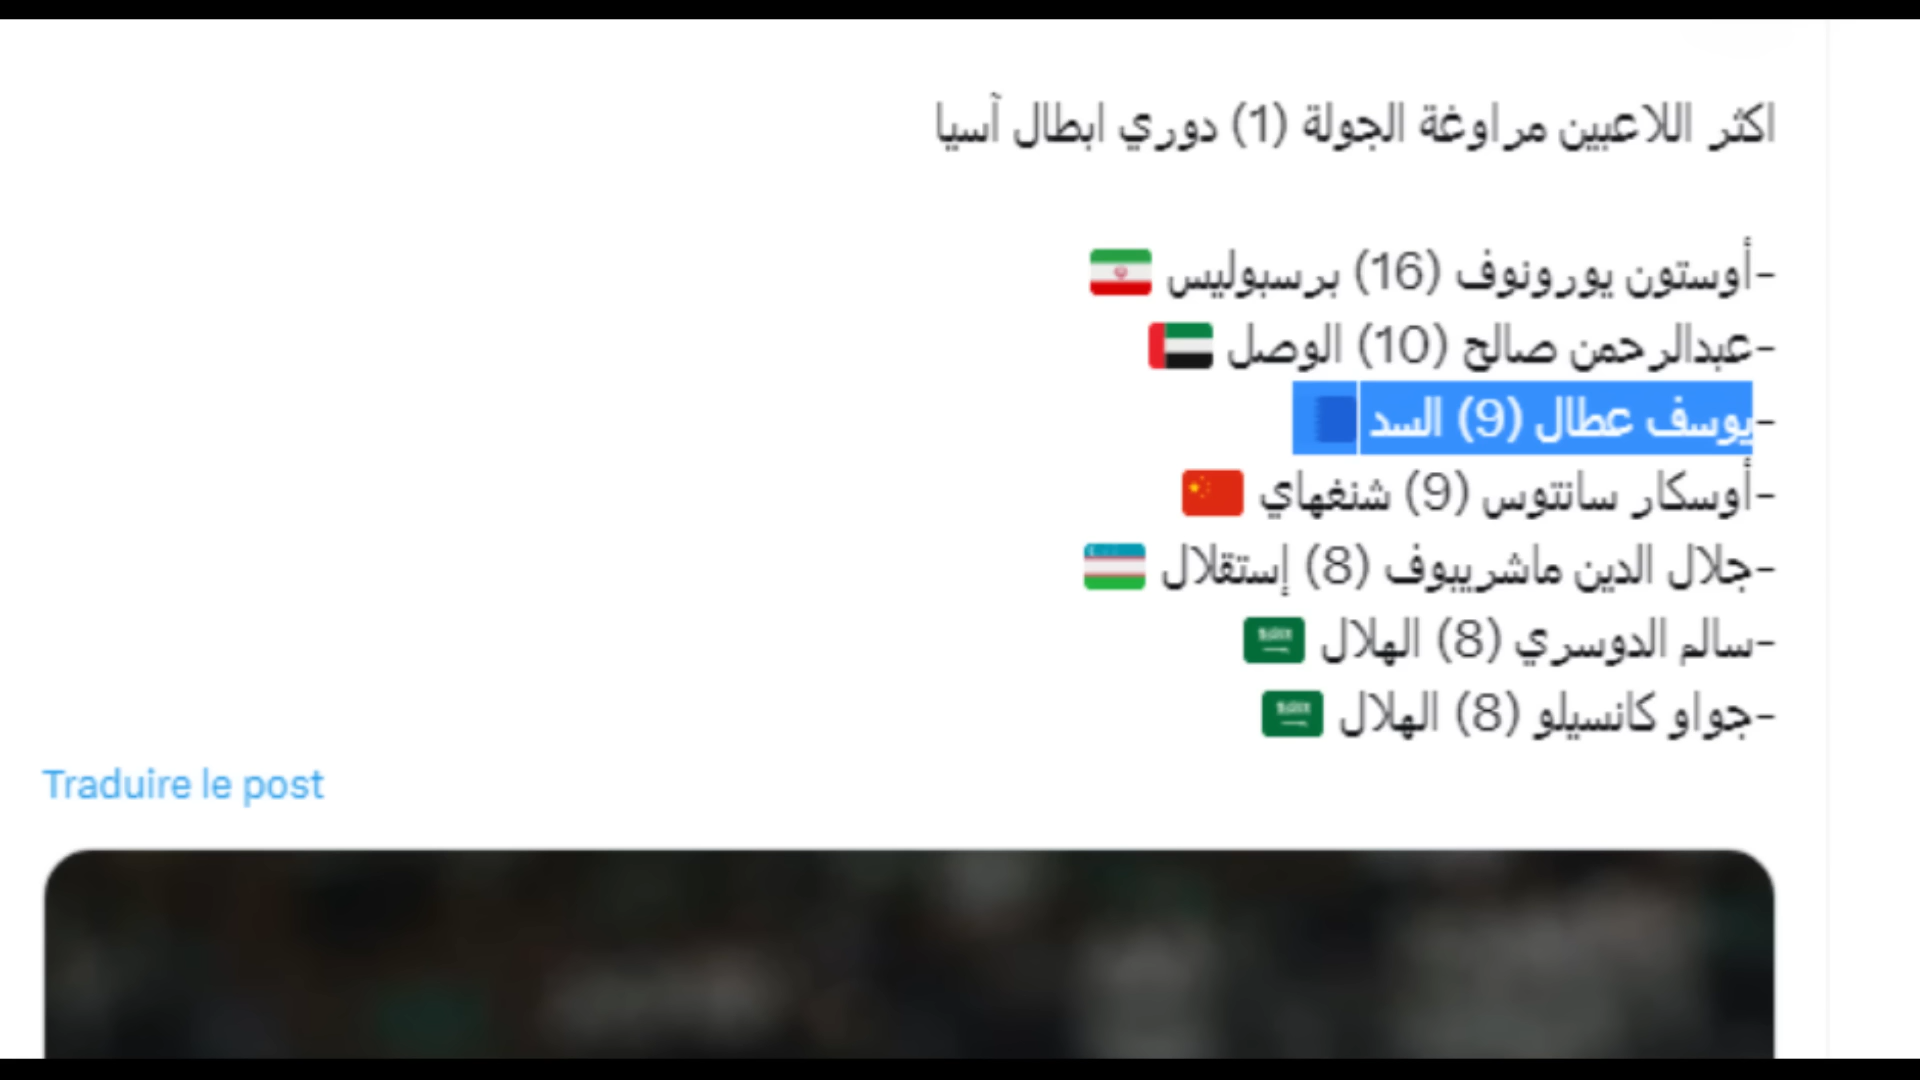 اكثر اللاعبين مراوغة الجولة (1) دوري ابطال آسيا
-أوستون يورونوف (16) برسبوليس 🇮🇷
-عبدالرحمن صالح (10) الوصل 🇦🇪
-يوسف عطال (9) السد 🇶🇦
-أوسكار سانتوس (9) شنغهاي 🇨🇳
-جلال الدين ماشريبوف (8) إستقلال 🇺🇿
-سالم الدوسري (8) الهلال 🇸🇦
-جواو كانسيلو (8) الهلال 🇸🇦
Traduire le post